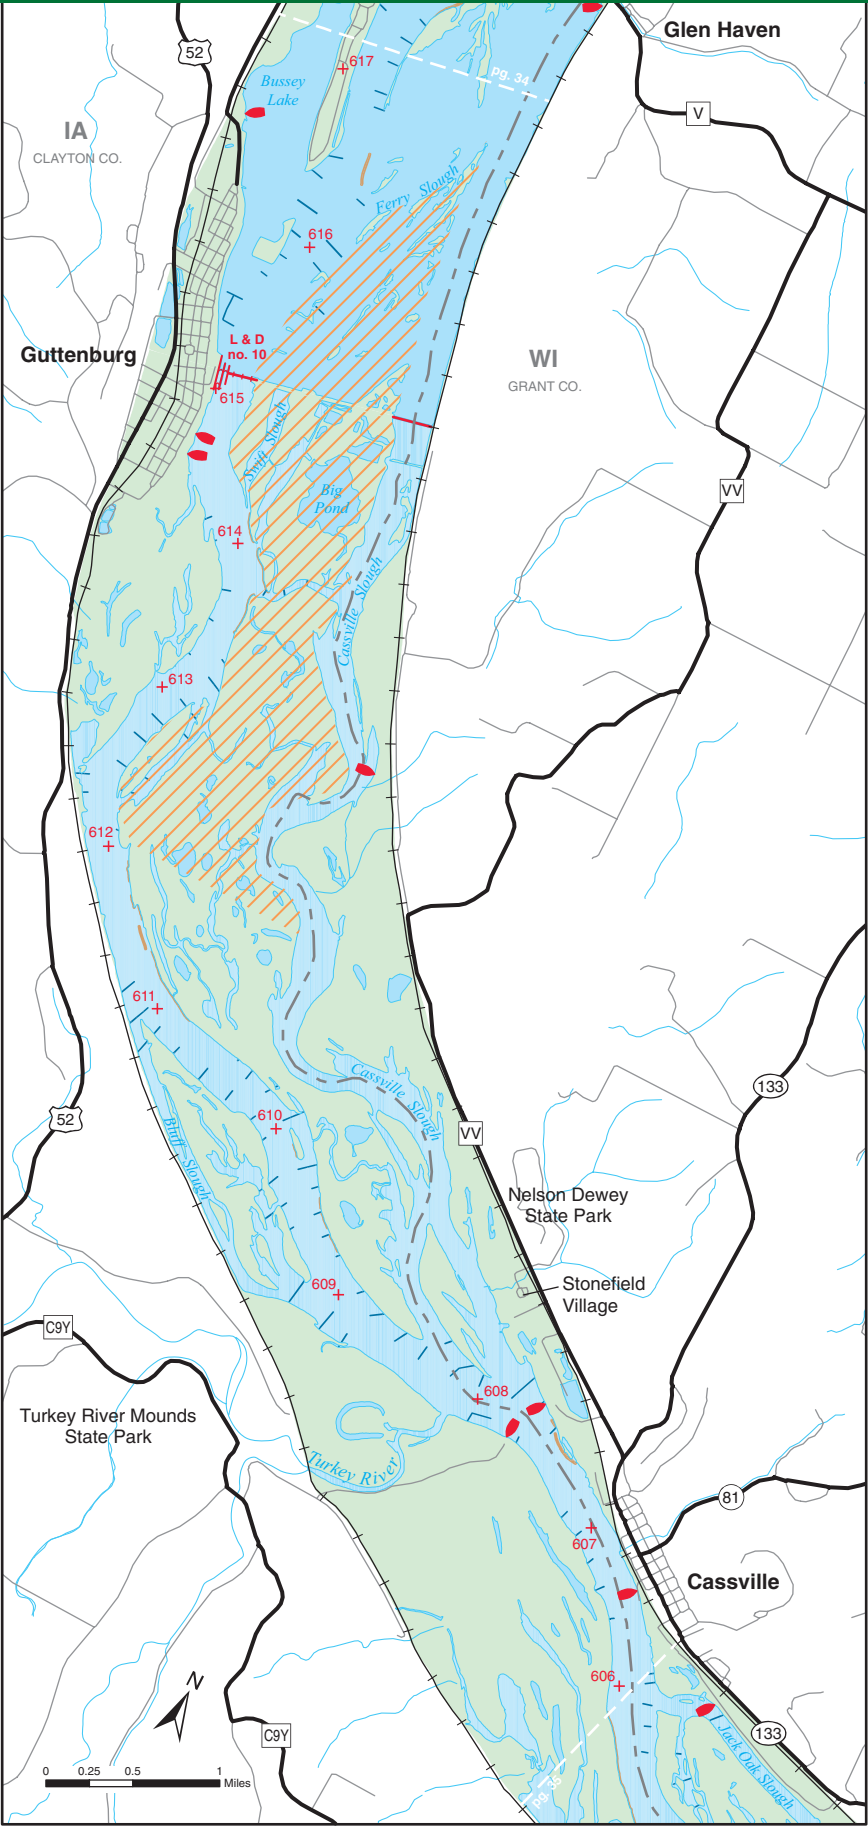 Glen Haven
52
617
pg. 34
Bussey
Lake
V
IA
CLAYTON CO.
Ferry Slough
616
L & D
no. 10
Guttenburg
WI
GRANT CO.
615
Swift Slough
VV
Big
Pond
614
Cassville Slough
613
612
611
133
Cassville Slough
610
52
VV
Bluff Slough
Nelson Dewey
State Park
609
Stonefield
Village
C9Y
608
Turkey River Mounds
State Park
Turkey River
81
607
Cassville
606
N
C9Y
133
Jack Oak Slough
0 0.25 0.5 1
Miles
pg. 35